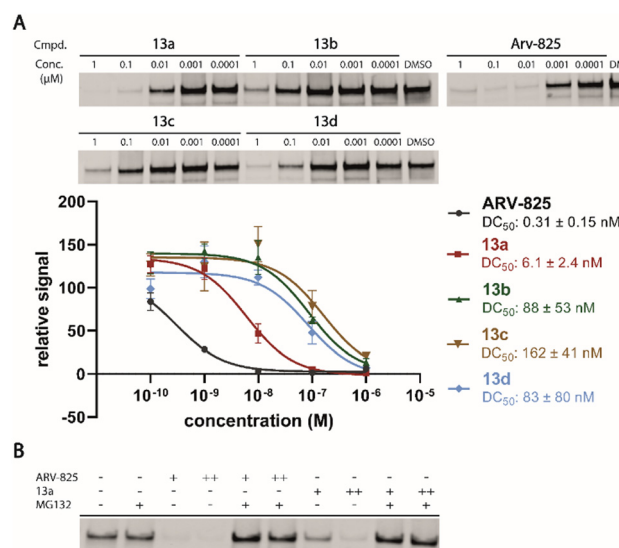 A
Cmpd. 13a 13b Arv-825
Conc. (μM) 1 0.1 0.01 0.001 0.0001 1 0.1 0.01 0.001 0.0001 DMSO 1 0.1 0.01 0.001 0.0001
13c 13d
1 0.1 0.01 0.001 0.0001 1 0.1 0.01 0.001 0.0001 DMSO
relative signal
200
150
100
50
0
-50
10-10 10-9 10-8 10-7 10-6 10-5
concentration (M)
ARV-825
DC50: 0.31 ± 0.15 nM
13a
DC50: 6.1 ± 2.4 nM
13b
DC50: 88 ± 53 nM
13c
DC50: 162 ± 41 nM
13d
DC50: 83 ± 80 nM
B
ARV-825 - - + ++ + ++ - - - -
13a - - - - - - + ++ + ++
MG132 - + - - + + - - + +